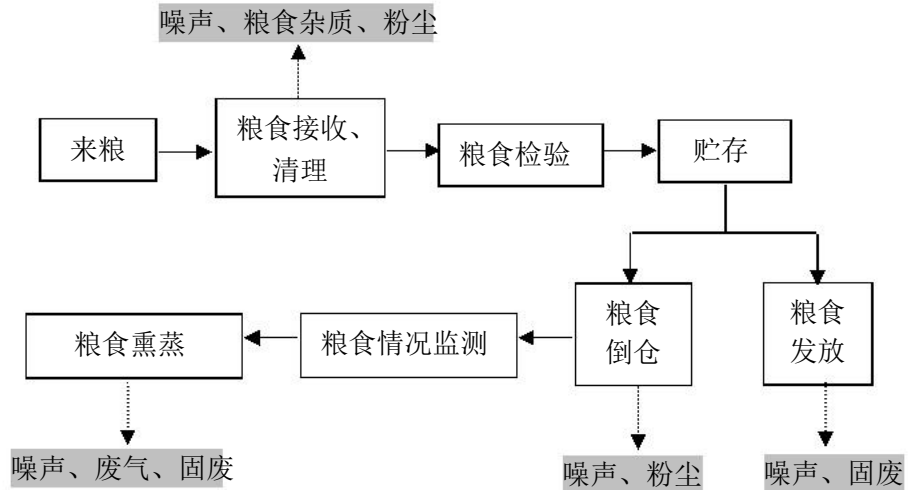 噪声、粮食杂质、粉尘
来粮
粮食接收、
清理
粮食检验
贮存
粮食熏蒸
粮食情况监测
粮食
倒仓
粮食
发放
噪声、废气、固废
噪声、粉尘
噪声、固废